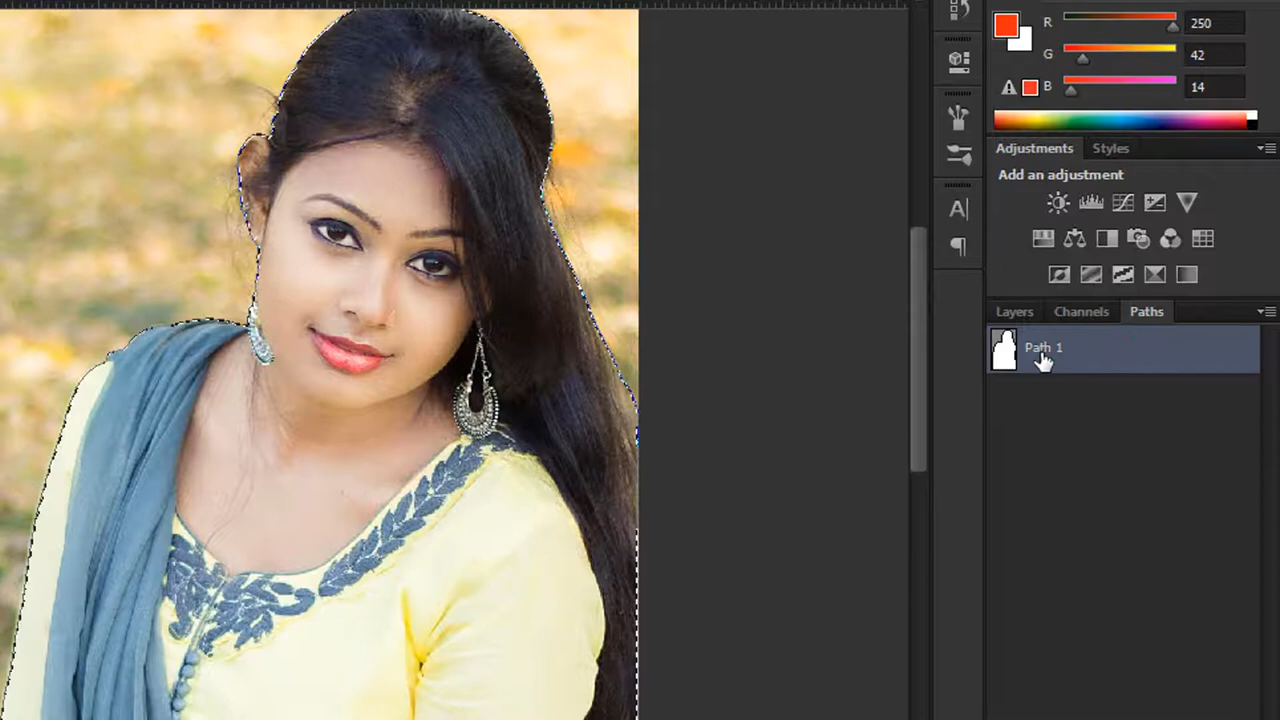 R 250
G 42
B 14
Adjustments Styles
Add an adjustment
A
¶
Layers Channels Paths
Path 1